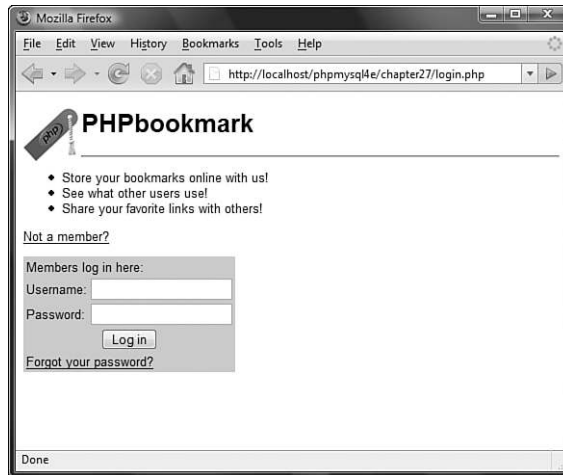 Mozilla Firefox
File Edit View History Bookmarks Tools Help
http://localhost/phpmysql4e/chapter27/login.php
php
PHPbookmark
Store your bookmarks online with us!
See what other users use!
Share your favorite links with others!
Not a member?
Members log in here:
Username:
Password:
Log in
Forgot your password?
Done